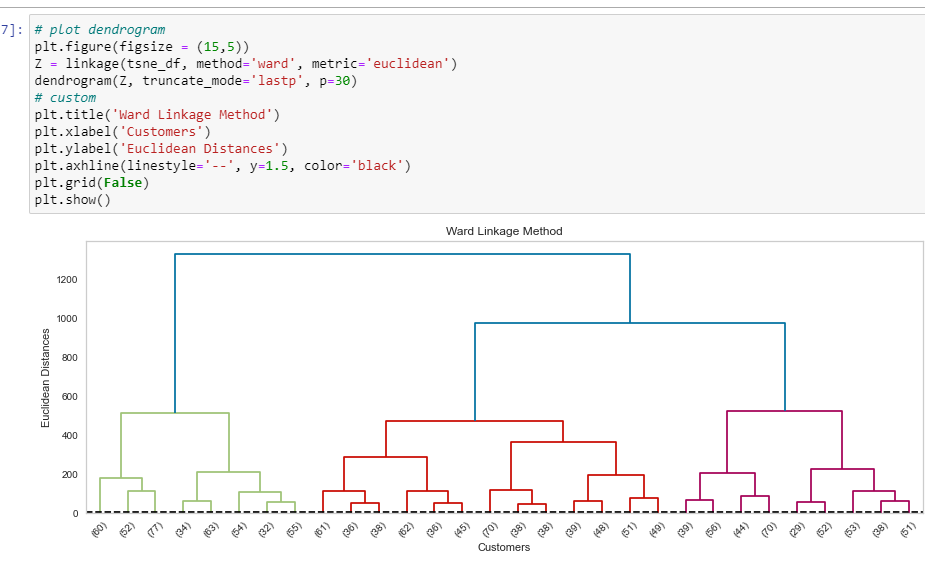 7]: # plot dendrogram
plt.figure(figsize = (15,5))
Z = linkage(tsne_df, method='ward', metric='euclidean')
dendrogram(Z, truncate_mode='lastp', p=30)
# custom
plt.title('Ward Linkage Method')
plt.xlabel('Customers')
plt.ylabel('Euclidean Distances')
plt.axhline(linestyle='--', y=1.5, color='black')
plt.grid(False)
plt.show()
Ward Linkage Method
Euclidean Distances
1200
1000
800
600
400
200
0
(60) (52) (77) (34) (63) (54) (32) (55) (61) (36) (38) (62) (36) (45) (70) (38) (38) (39) (48) (51) (49) (39) (56) (44) (70) (29) (52) (53) (38) (51)
Customers